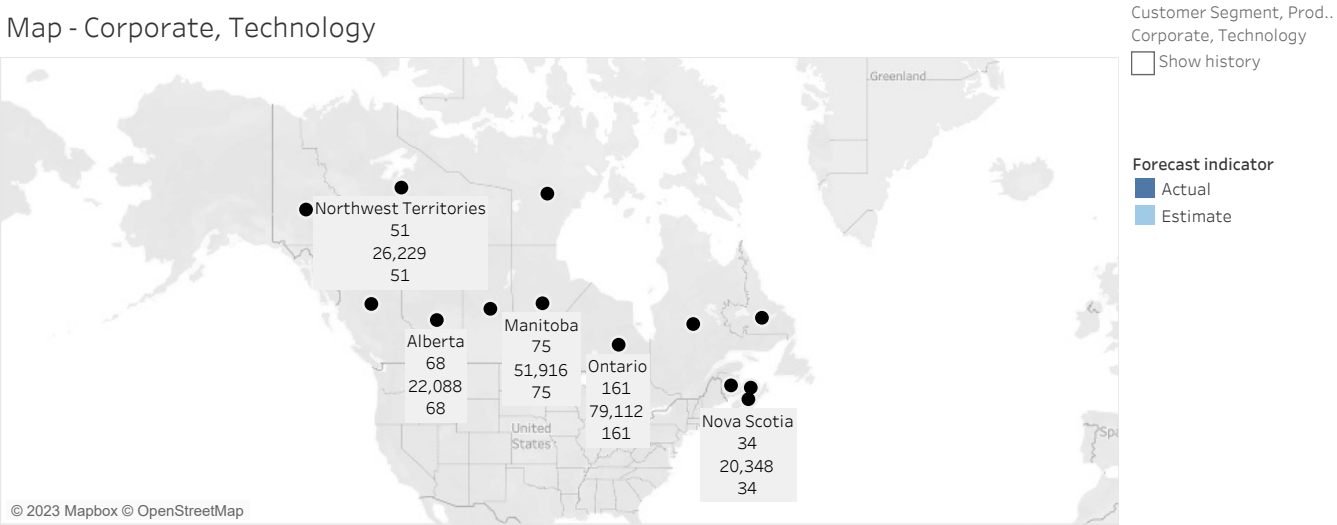 Map - Corporate, Technology
Customer Segment, Prod..
Corporate, Technology
Show history
Greenland
Forecast indicator
Actual
Estimate
Northwest Territories
51
26,229
51
Alberta
68
22,088
68
Manitoba
75
51,916
75
Ontario
161
79,112
161
Nova Scotia
34
20,348
34
United
States
Spa
© 2023 Mapbox © OpenStreetMap